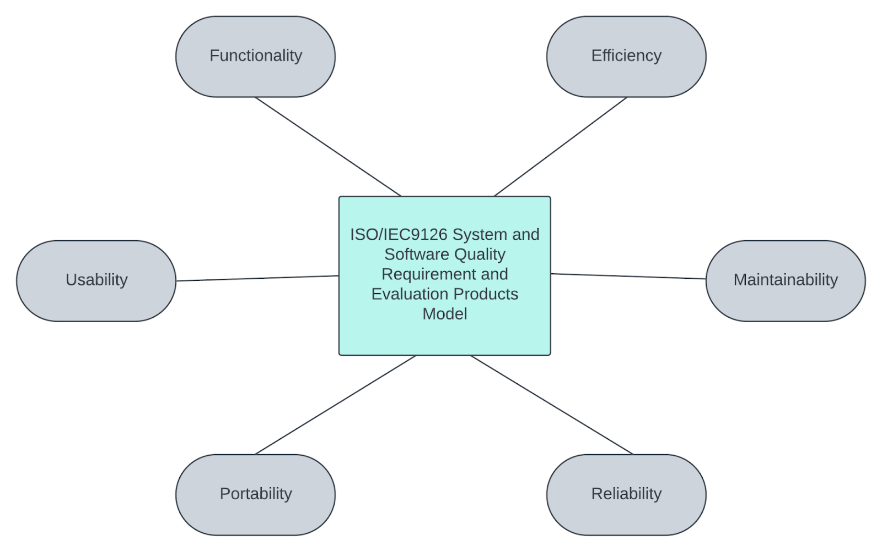 Functionality
Efficiency
ISO/IEC9126 System and
Software Quality
Requirement and
Evaluation Products
Model
Usability
Maintainability
Portability
Reliability